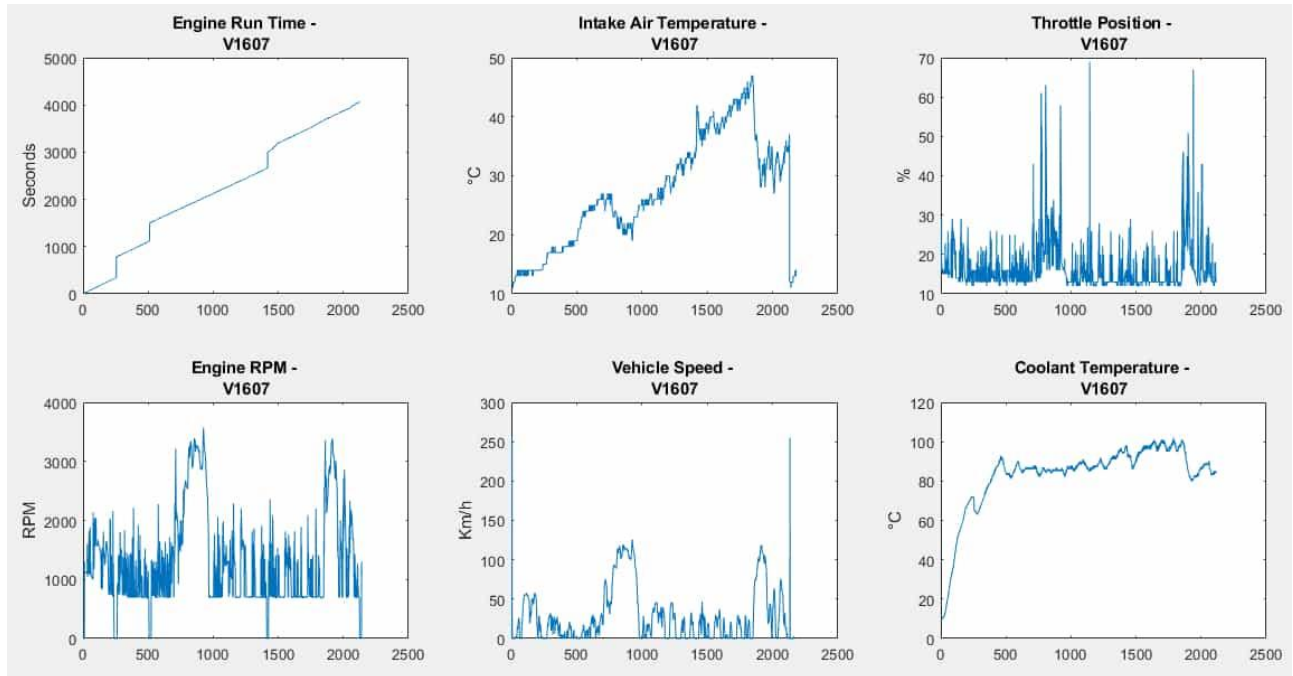 Engine Run Time -
V1607
Intake Air Temperature -
V1607
Throttle Position -
V1607
5000
4000
3000
2000
1000
0
Seconds
0 500 1000 1500 2000 2500
50
40
30
20
10
°C
0 500 1000 1500 2000 2500
70
60
50
40
30
20
10
%
0 500 1000 1500 2000 2500
Engine RPM -
V1607
Vehicle Speed -
V1607
Coolant Temperature -
V1607
4000
3000
2000
1000
0
RPM
0 500 1000 1500 2000 2500
300
250
200
150
100
50
0
Km/h
0 500 1000 1500 2000 2500
120
100
80
60
40
20
0
°C
0 500 1000 1500 2000 2500